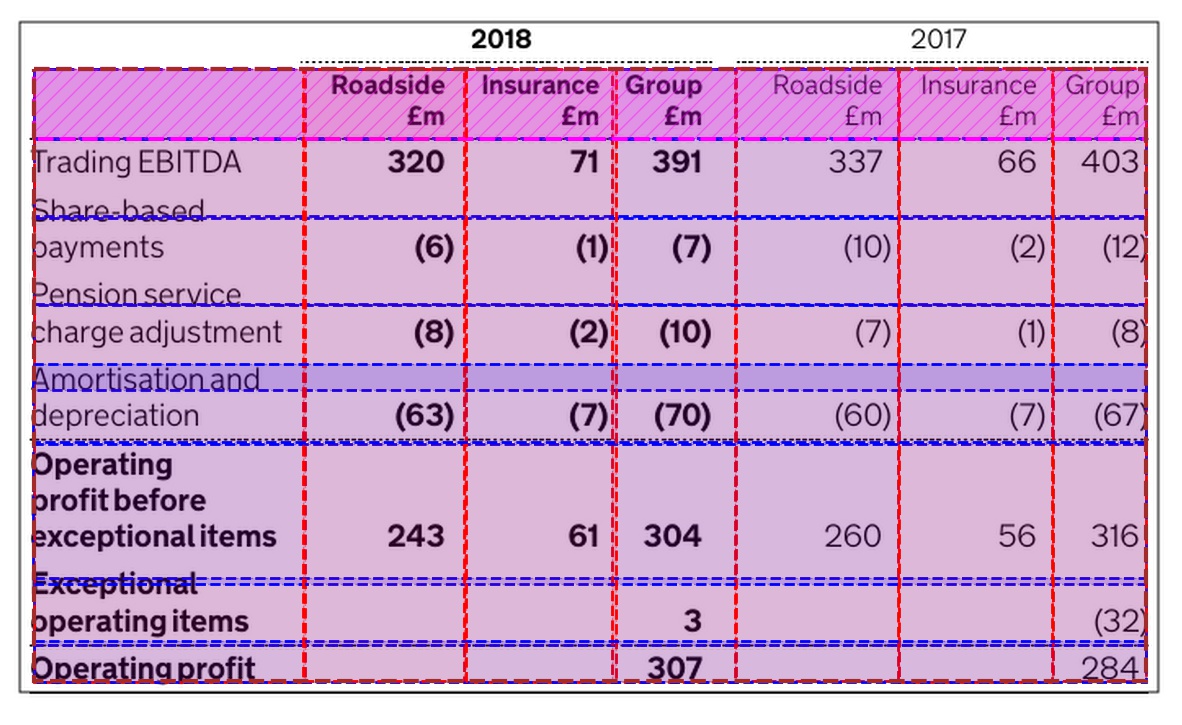 2018 2017
Roadside Insurance Group Roadside Insurance Group
£m £m £m £m £m £m
Trading EBITDA 320 71 391 337 66 403
Share-based
payments (6) (1) (7) (10) (2) (12)
Pension service
charge adjustment (8) (2) (10) (7) (1) (8)
Amortisation and
depreciation (63) (7) (70) (60) (7) (67)
Operating
profit before
exceptional items 243 61 304 260 56 316
Exceptional
operating items 3 (32)
Operating profit 307 284